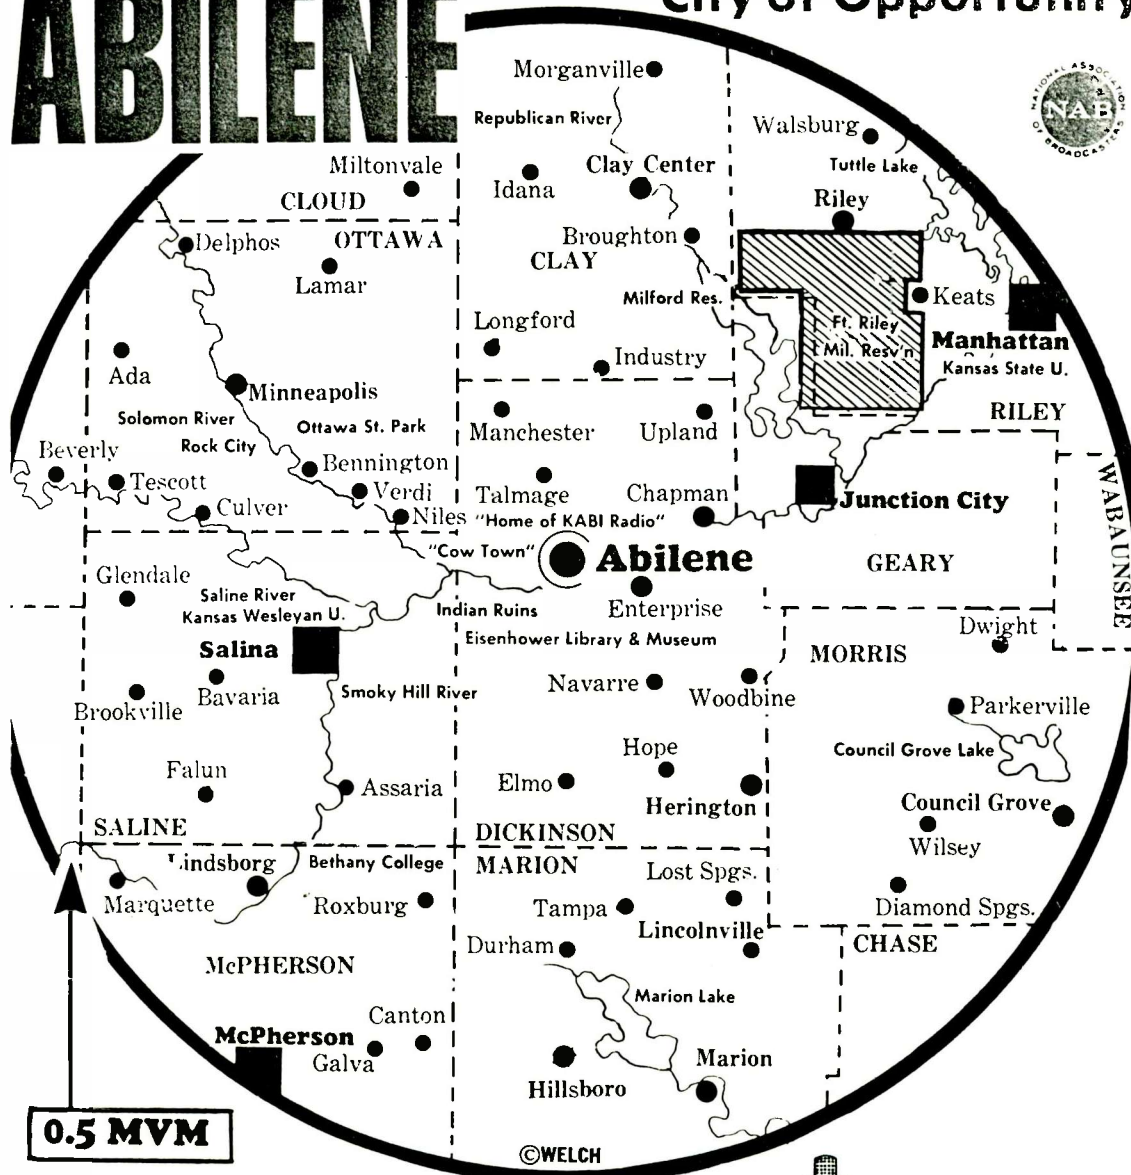 City of Opportunity
ABILENE
NATIONAL ASSOCIATION
NAB
OF BROADCASTERS
Morganville
Republican River
Walsburg
Tuttle Lake
Miltonvale
Idana
Clay Center
Riley
CLOUD
Delphos
OTTAWA
Broughton
CLAY
Lamar
Milford Res.
Keats
Ft. Riley
Mil. Resv'n
Manhattan
Kansas State U.
Longford
Industry
Ada
Minneapolis
RILEY
Solomon River
Ottawa St. Park
Manchester
Upland
Rock City
Beverly
Bennington
WABAUNSEE
Tescott
Verdi
Talmage
Chapman
Junction City
Culver
Niles
"Home of KABI Radio"
"Cow Town"
Abilene
GEARY
Glendale
Saline River
Indian Ruins
Enterprise
Kansas Wesleyan U.
Dwight
Salina
Eisenhower Library & Museum
MORRIS
Bavaria
Smoky Hill River
Navarre
Woodbine
Brookville
Parkerville
Hope
Council Grove Lake
Falun
Assaria
Elmo
Herington
Council Grove
SALINE
DICKINSON
Wilsey
Lindsborg
Bethany College
MARION
Lost Spgs.
Marquette
Roxburg
Tampa
Diamond Spgs.
Lincolnville
Durham
CHASE
McPHERSON
Marion Lake
Canton
McPherson
Galva
Marion
Hillsboro
0.5 MVM
©WELCH